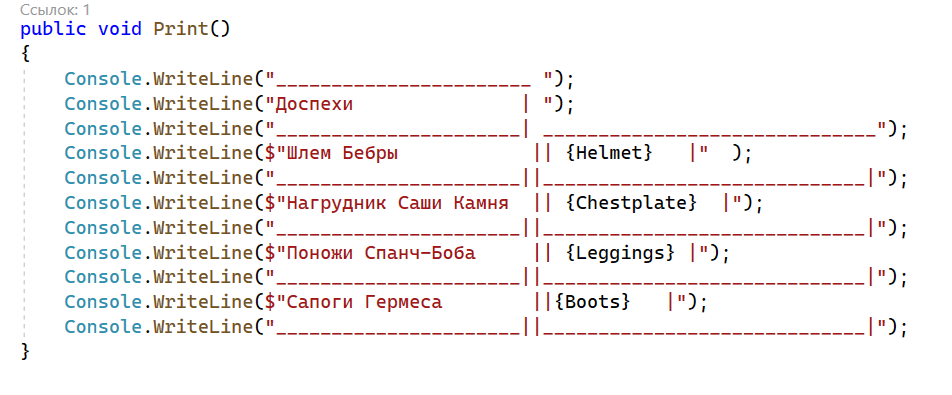 Ссылок: 1
public void Print()
{
    Console.WriteLine("_______________________ ");
    Console.WriteLine("Доспехи               | ");
    Console.WriteLine("______________________| ______________________________");
    Console.WriteLine($"Шлем Бебры            || {Helmet}   |"  );
    Console.WriteLine("______________________||_____________________________|");
    Console.WriteLine($"Нагрудник Саши Камня  || {Chestplate}  |");
    Console.WriteLine("______________________||_____________________________|");
    Console.WriteLine($"Поножи Спанч-Боба     || {Leggings} |");
    Console.WriteLine("______________________||_____________________________|");
    Console.WriteLine($"Сапоги Гермеса        ||{Boots}   |");
    Console.WriteLine("______________________||_____________________________|");
}